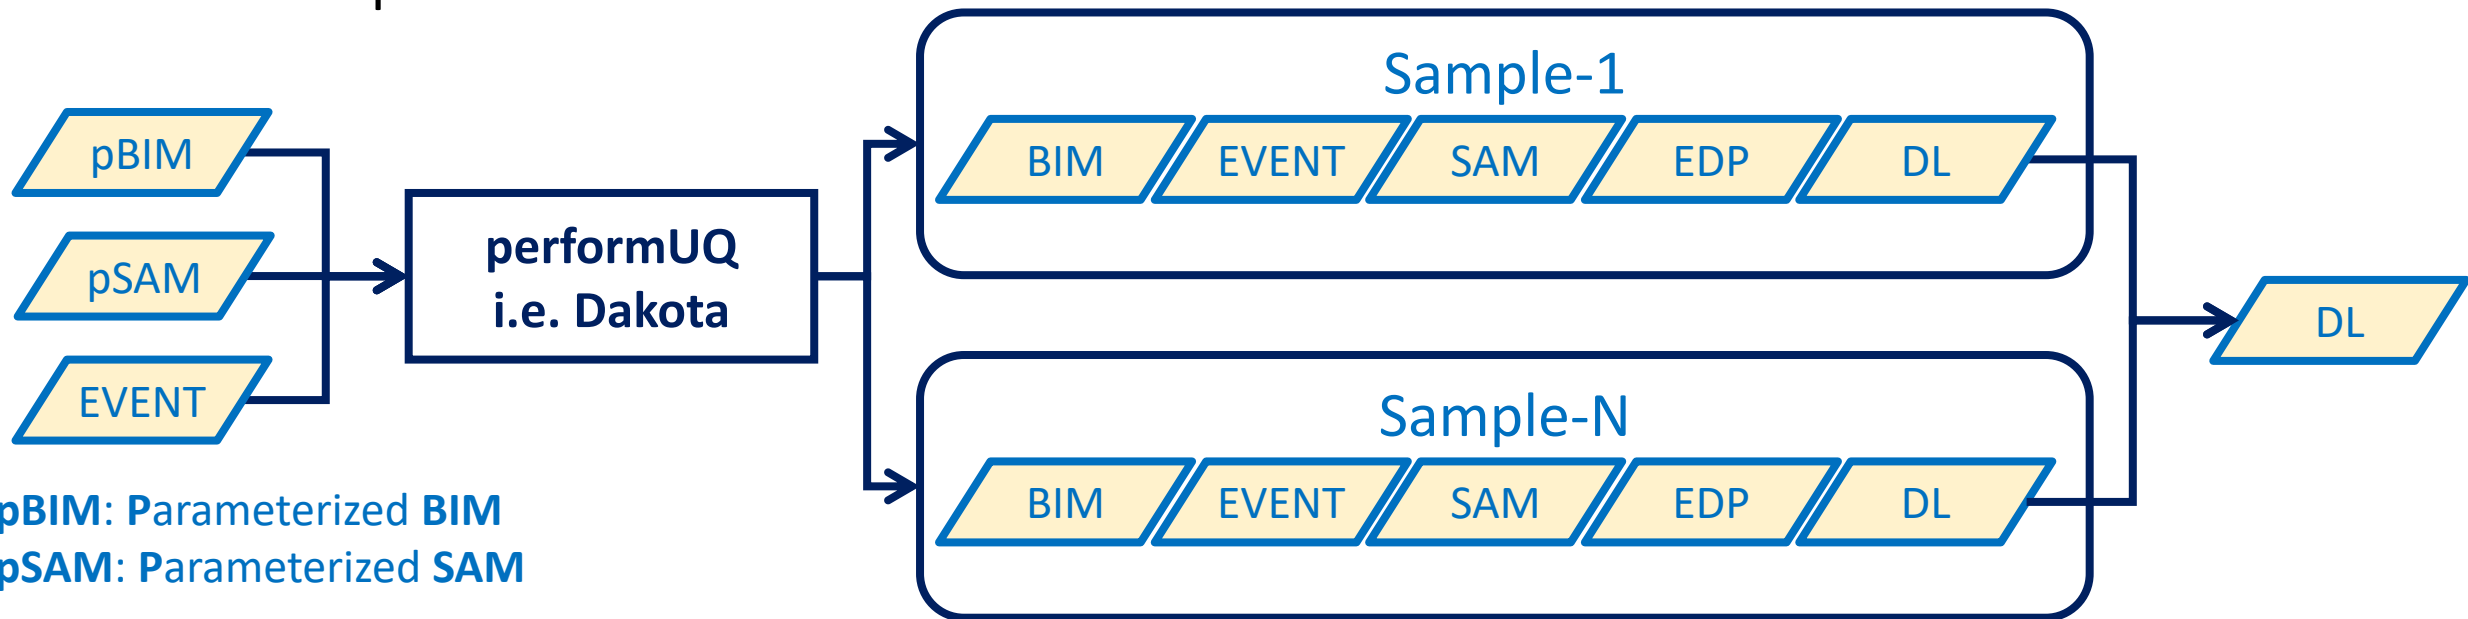 Sample-1
pBIM
BIM
EVENT
SAM
EDP
DL
pSAM
performUQ
i.e. Dakota
DL
EVENT
Sample-N
BIM
EVENT
SAM
EDP
DL
pBIM: Parameterized BIM
pSAM: Parameterized SAM